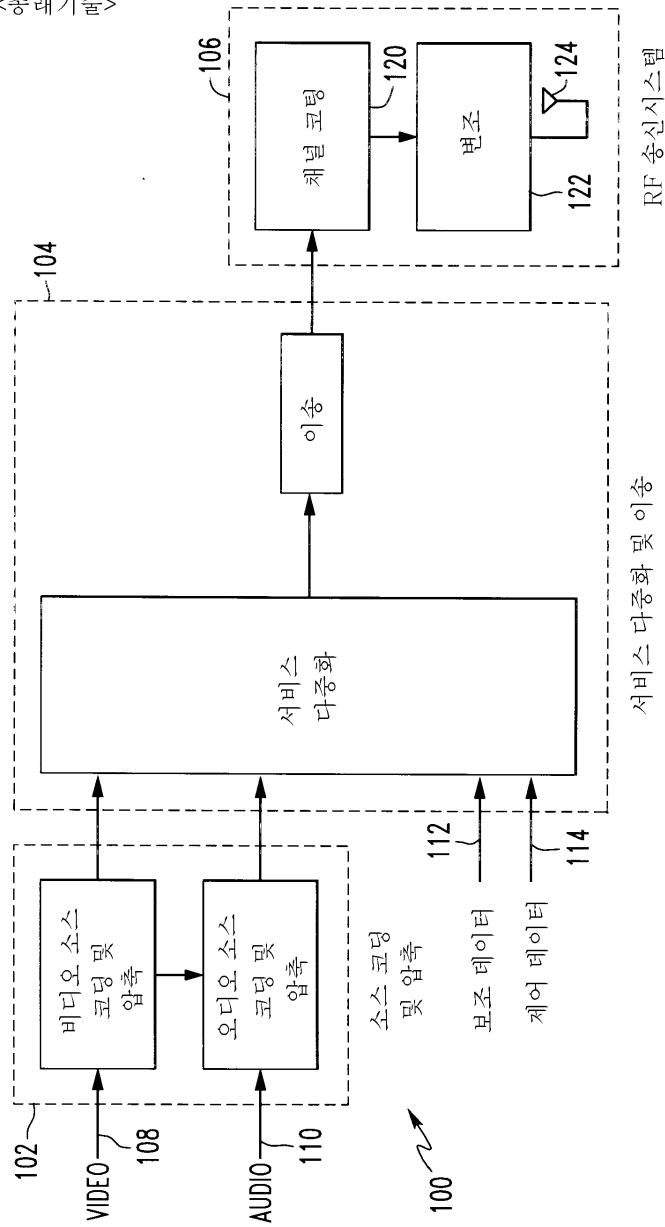 <종래기술>
106
채널 코팅
120
변조
122
124
RF 송신시스템
104
이송
서비스
다중화
서비스 다중화 및 이송
102
VIDEO
108
비디오 소스
코딩 및
압축
AUDIO
110
오디오 소스
코딩 및
압축
소스 코딩
및 압축
112
보조 데이터
114
제어 데이터
100